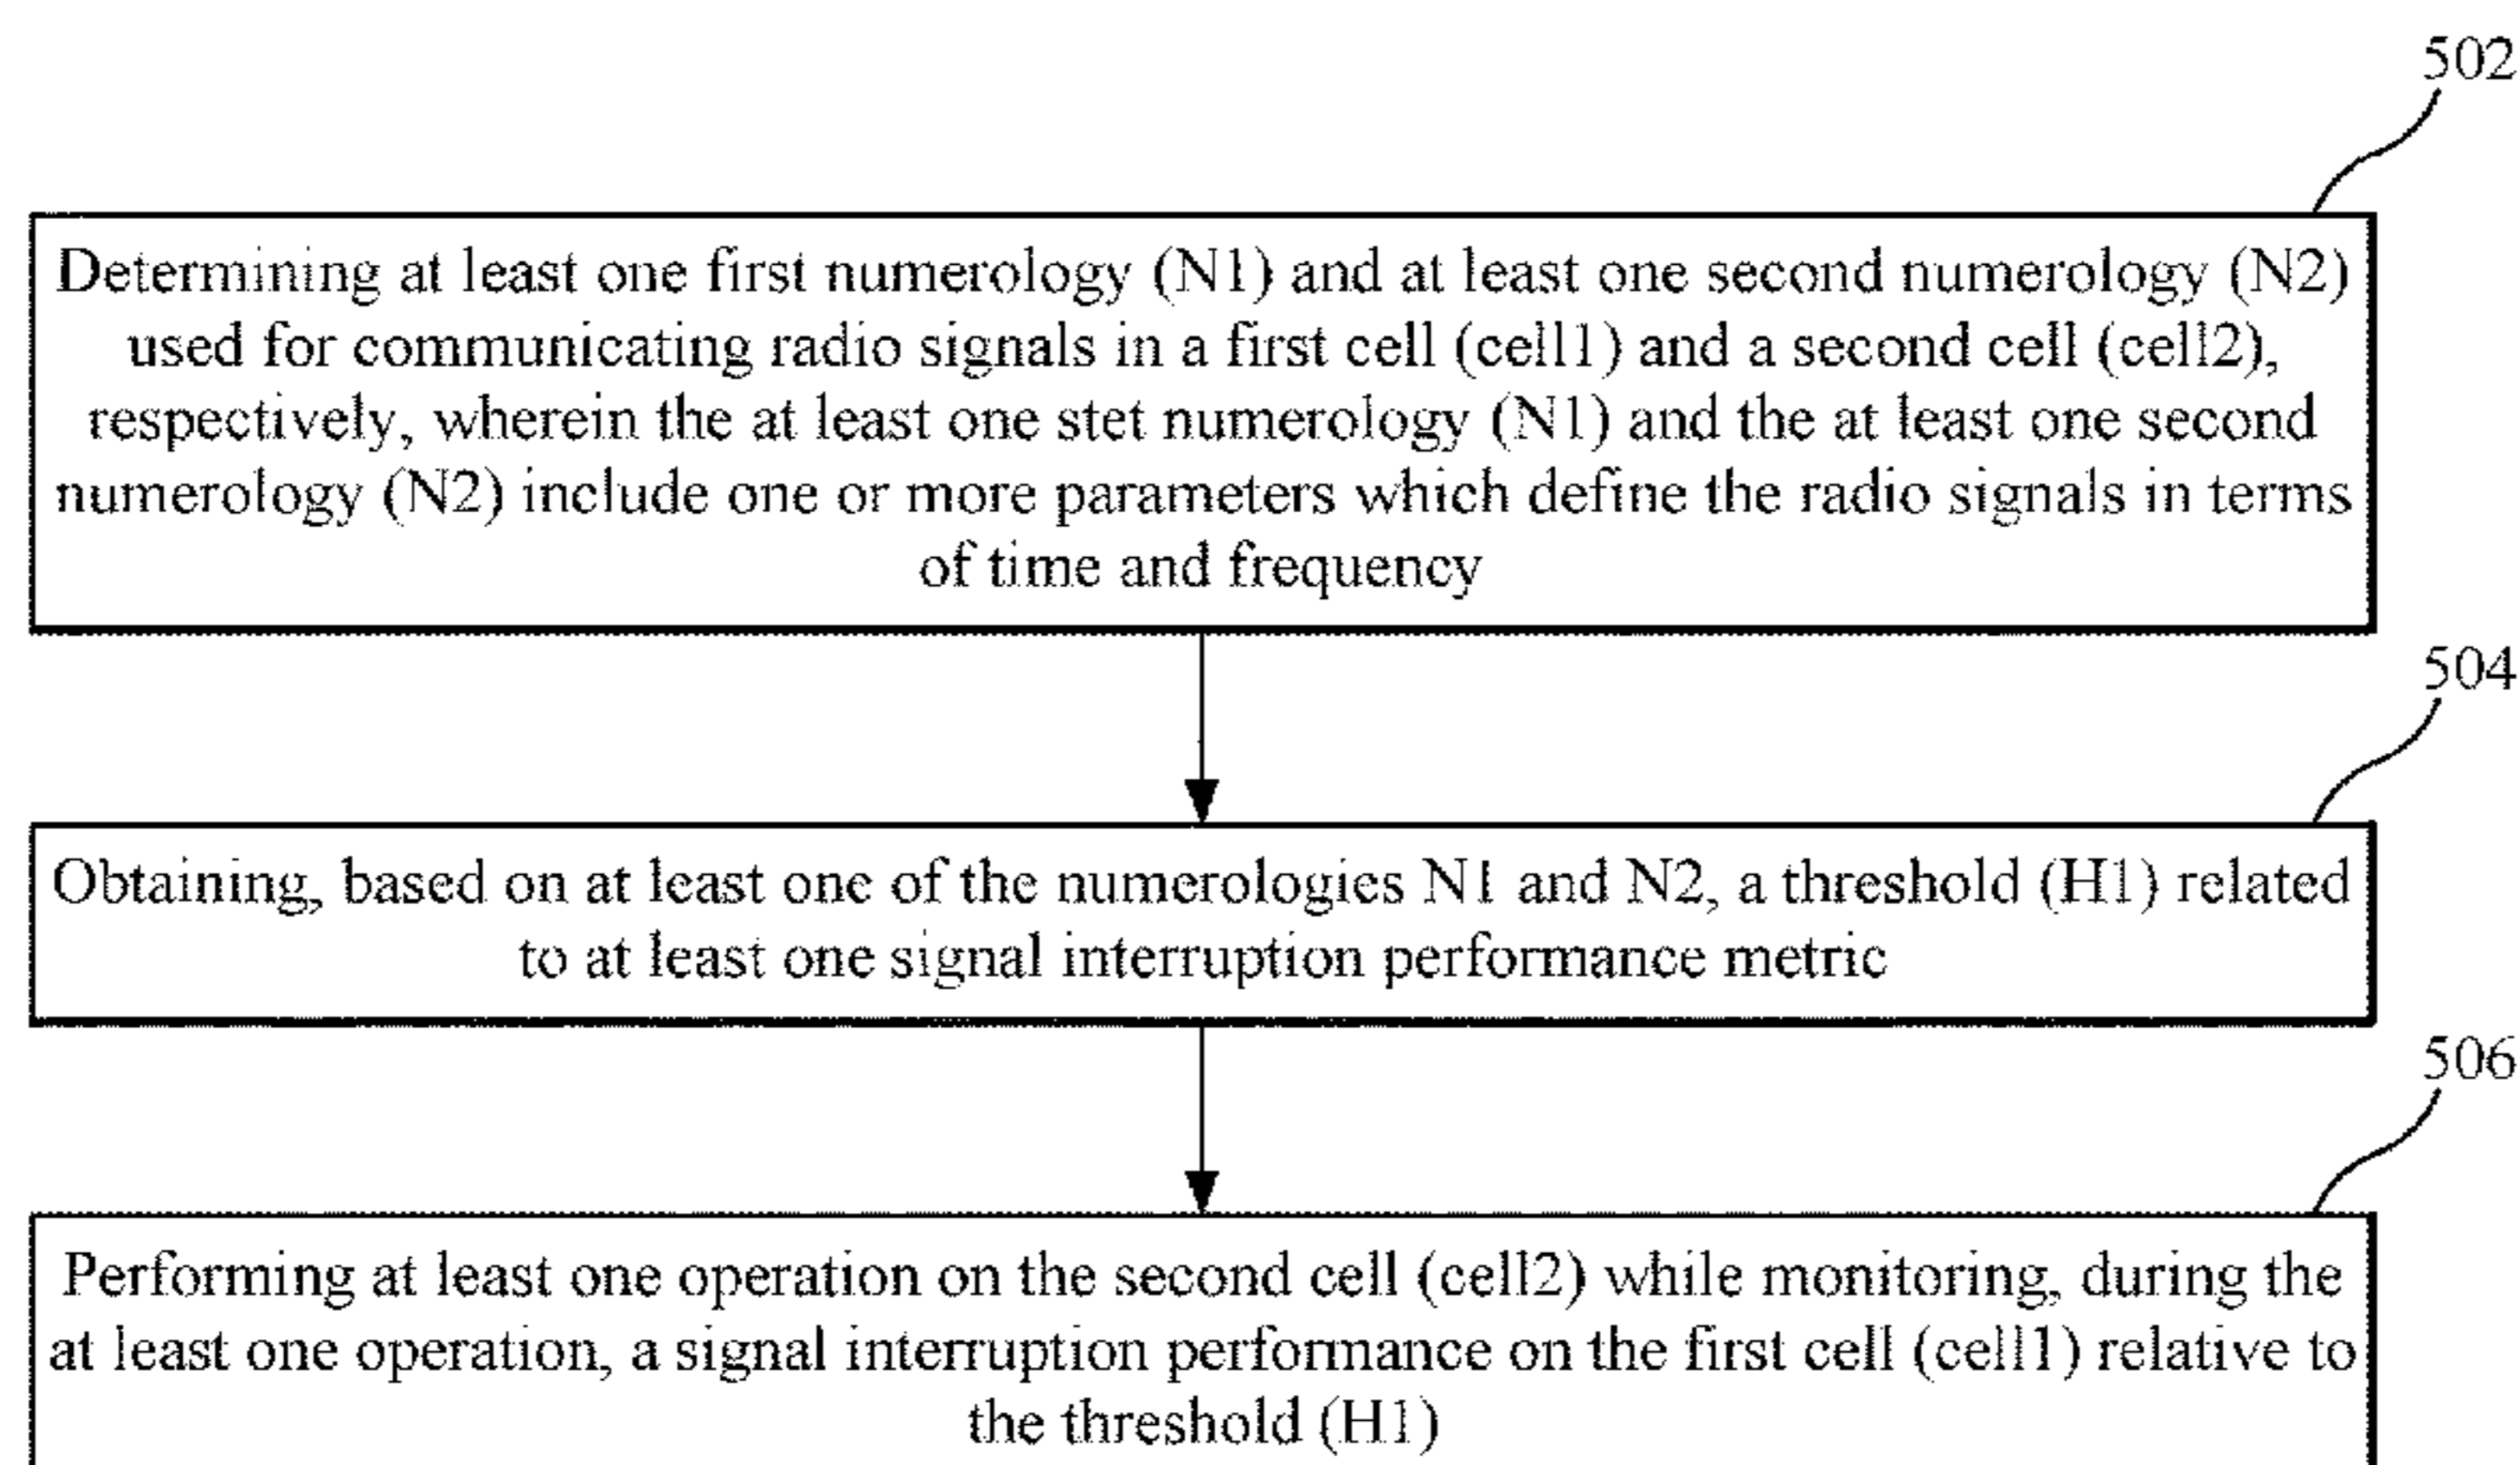 502
Determining at least one first numerology (N1) and at least one second numerology (N2)
used for communicating radio signals in a first cell (cell1) and a second cell (cell2),
respectively, wherein the at least one stet numerology (N1) and the at least one second
numerology (N2) include one or more parameters which define the radio signals in terms
of time and frequency
504
Obtaining, based on at least one of the numerologies N1 and N2, a threshold (H1) related
to at least one signal interruption performance metric
506
Performing at least one operation on the second cell (cell2) while monitoring, during the
at least one operation, a signal interruption performance on the first cell (cell1) relative to
the threshold (H1)